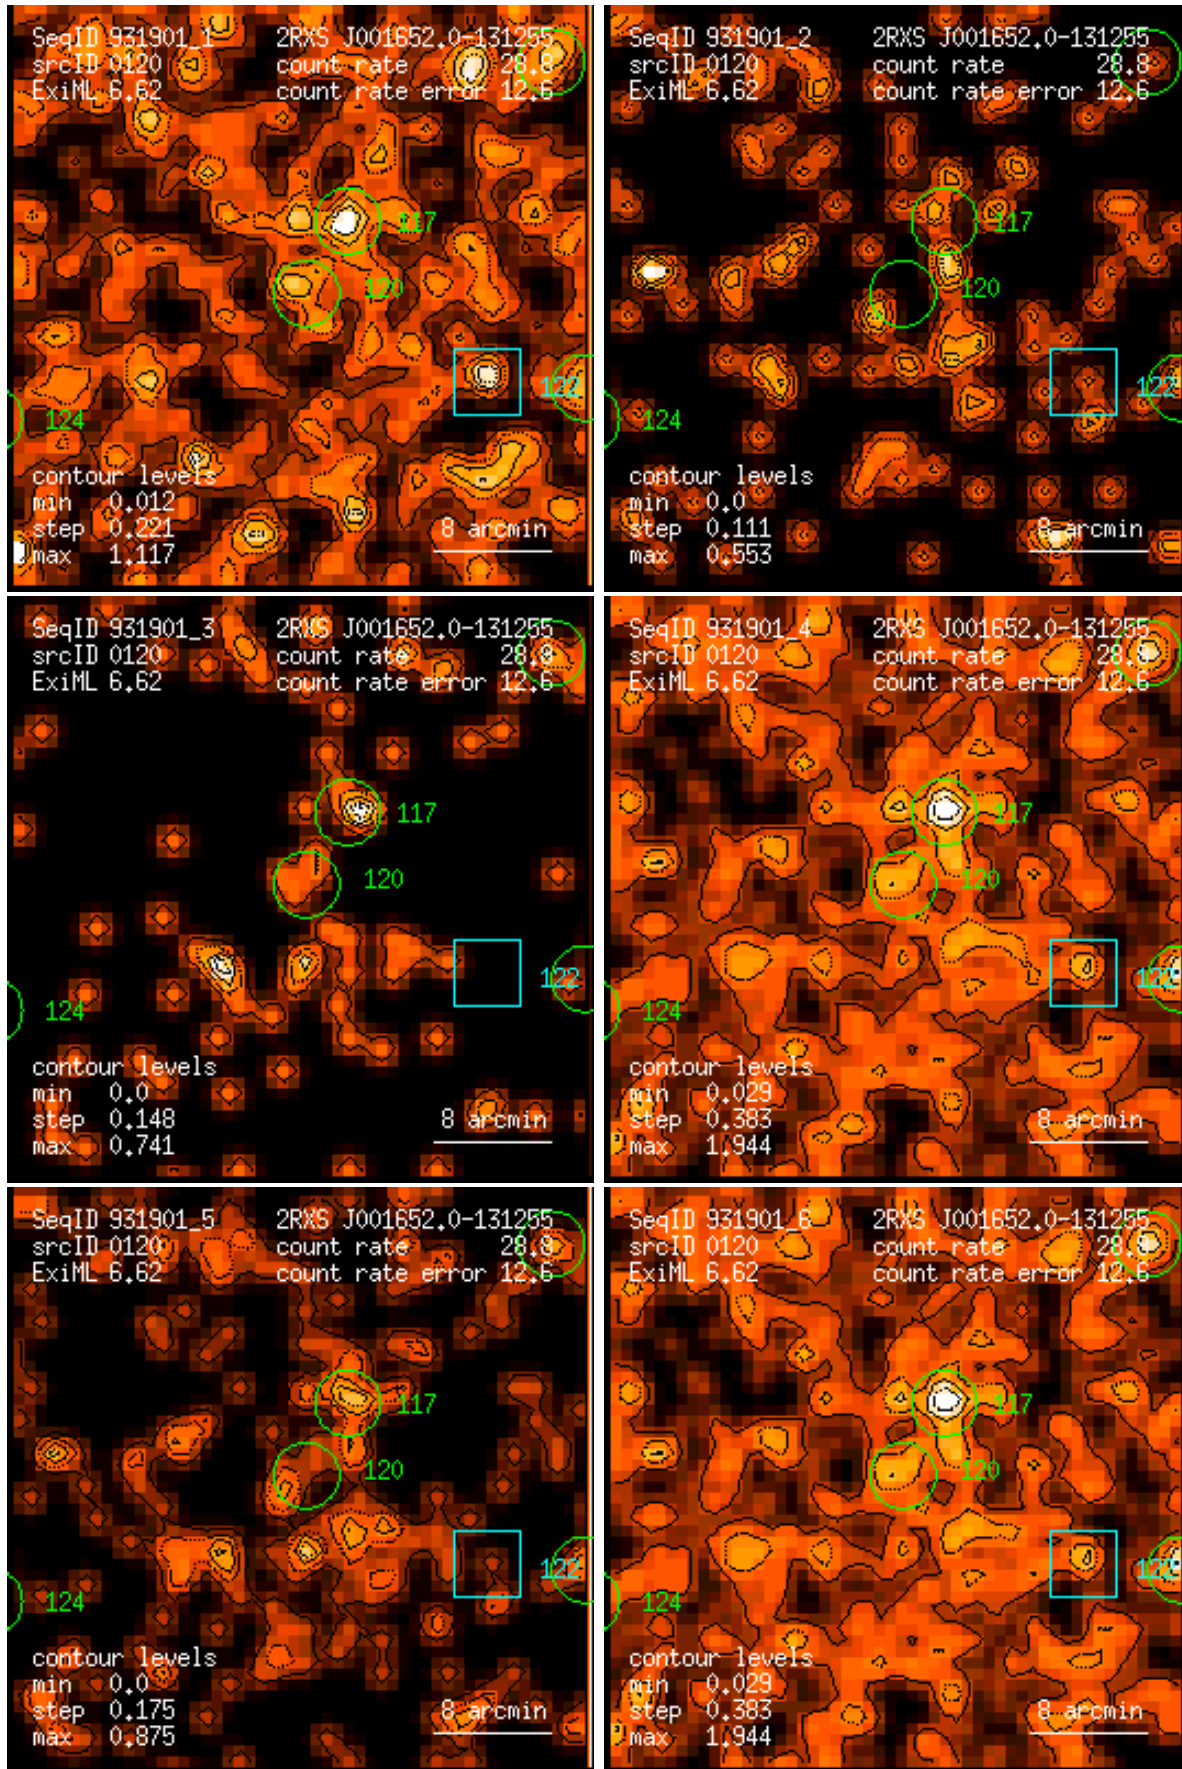 SeqID 931901_1 2RXS J001652.0-131255
srcID 0120 count rate 28.8
ExiML 6.62 count rate error 12.6
117
120
122
124
contour levels
min 0.012
step 0.221 8 arcmin
max 1.117
SeqID 931901_2 2RXS J001652.0-131255
srcID 0120 count rate 28.8
ExiML 6.62 count rate error 12.6
117
120
122
124
contour levels
min 0.0
step 0.111 8 arcmin
max 0.553
SeqID 931901_3 2RXS J001652.0-131255
srcID 0120 count rate 28.8
ExiML 6.62 count rate error 12.6
117
120
122
124
contour levels
min 0.0
step 0.148 8 arcmin
max 0.741
SeqID 931901_4 2RXS J001652.0-131255
srcID 0120 count rate 28.8
ExiML 6.62 count rate error 12.6
117
120
122
124
contour levels
min 0.029
step 0.383 8 arcmin
max 1.944
SeqID 931901_5 2RXS J001652.0-131255
srcID 0120 count rate 28.8
ExiML 6.62 count rate error 12.6
117
120
122
124
contour levels
min 0.0
step 0.175 8 arcmin
max 0.875
SeqID 931901_6 2RXS J001652.0-131255
srcID 0120 count rate 28.8
ExiML 6.62 count rate error 12.6
117
120
122
124
contour levels
min 0.029
step 0.383 8 arcmin
max 1.944